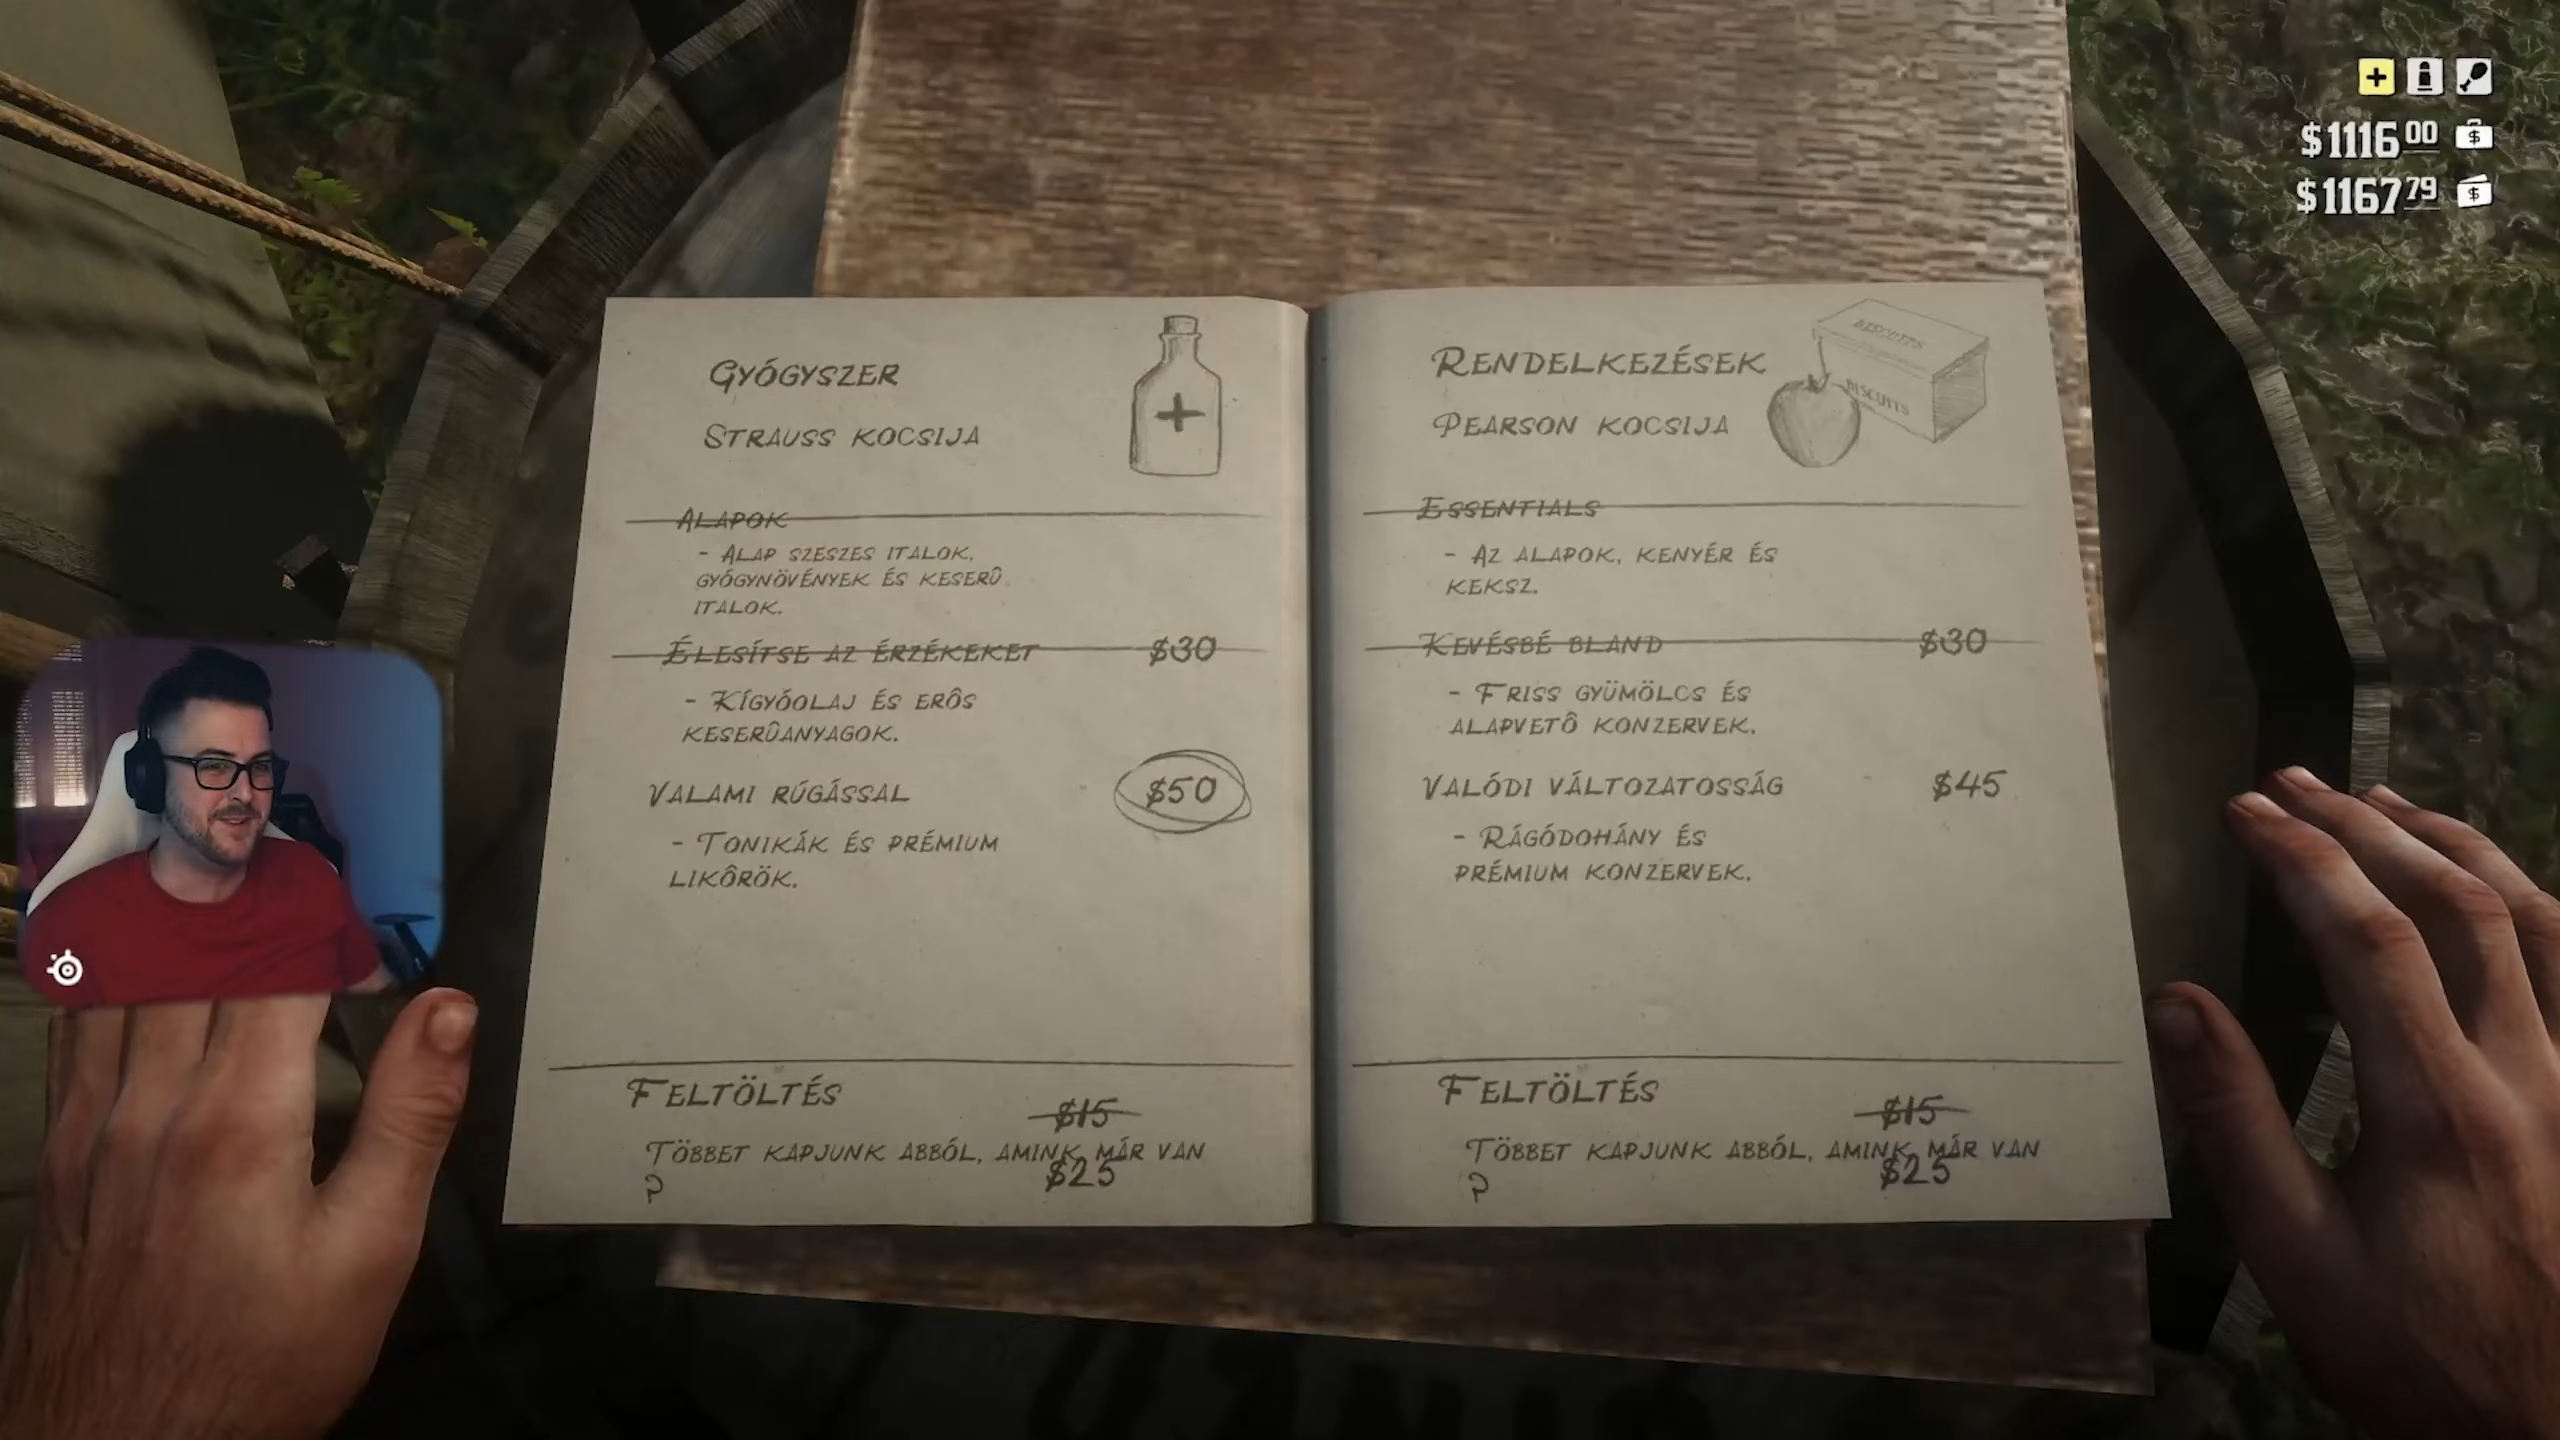 $1116.00
$1167.79
GYÓGYSZER
STRAUSS KOCSIJA
ALAPOK
- ALAP SZESZES ITALOK,
GYÓGYNÖVÉNYEK ÉS KESERÛ
ITALOK.
ÉLESÍTSE AZ ÉRZÉKEKET $30
- KÍGYÓOLAJ ÉS ERÔS
KESERÛANYAGOK.
VALAMI RÚGÁSSAL $50
- TONIKÁK ÉS PRÉMIUM
LIKÔRÖK.
FELTÖLTÉS
$15
TÖBBET KAPJUNK ABBÓL, AMINK MÁR VAN
$25
?
RENDELKEZÉSEK
PEARSON KOCSIJA
BISCUITS
BISCUITS
ESSENTIALS
- AZ ALAPOK, KENYÉR ÉS
KEKSZ.
KEVÉSBÉ BLAND $30
- FRISS GYÜMÖLCS ÉS
ALAPVETÔ KONZERVEK.
VALÓDI VÁLTOZATOSSÁG $45
- RÁGÓDOHÁNY ÉS
PRÉMIUM KONZERVEK.
FELTÖLTÉS
$15
TÖBBET KAPJUNK ABBÓL, AMINK MÁR VAN
$25
?